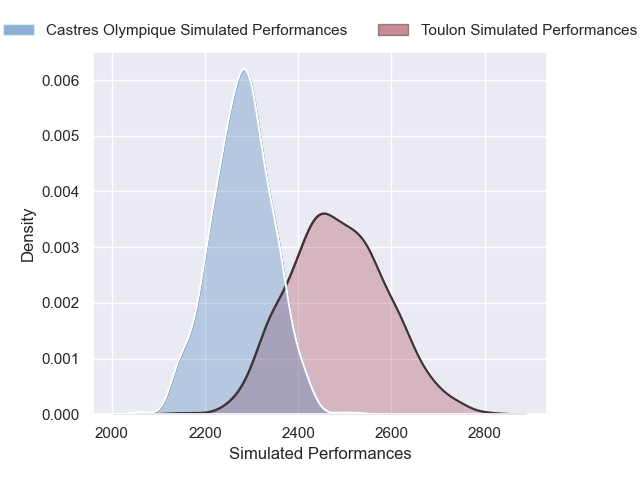 Castres Olympique Simulated Performances
Toulon Simulated Performances
0.006
0.005
0.004
0.003
0.002
0.001
0.000
Density
2000 2200 2400 2600 2800
Simulated Performances